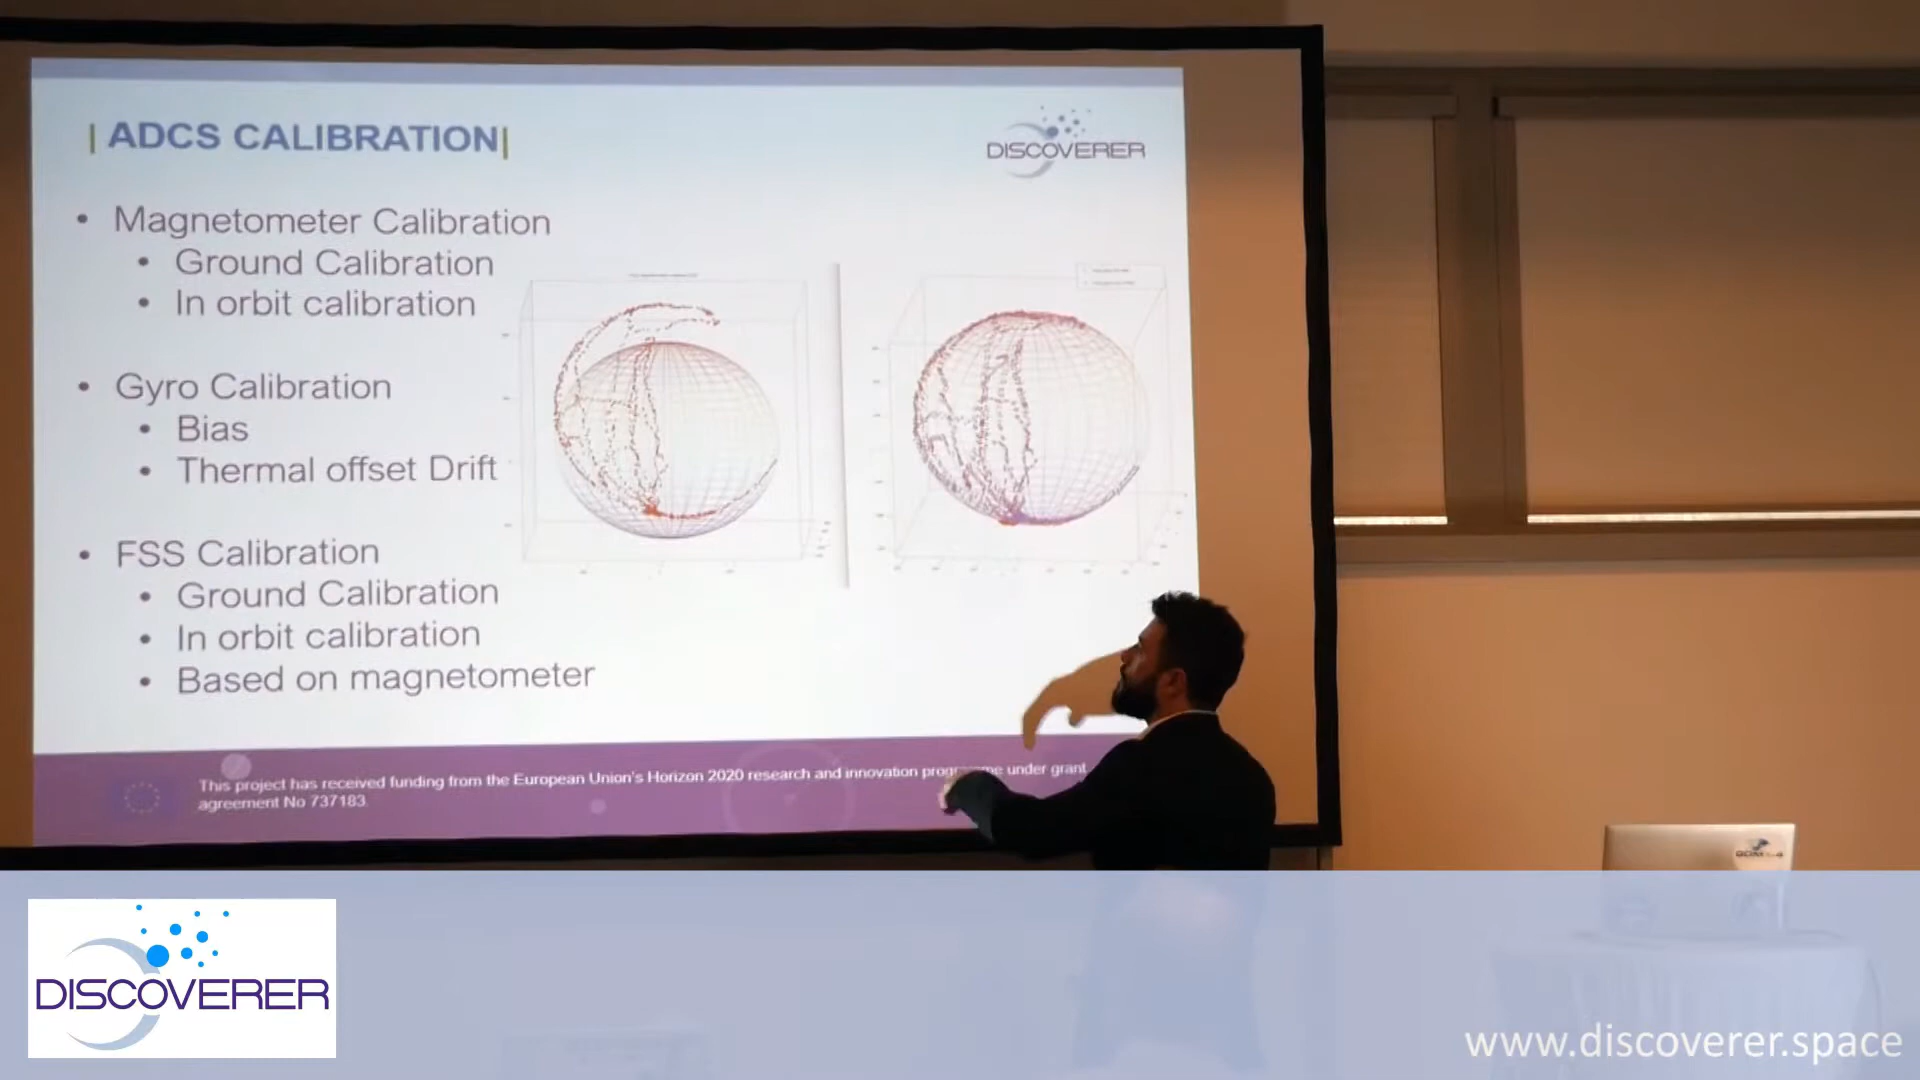 | ADCS CALIBRATION|
DISCOVERER
• Magnetometer Calibration
• Ground Calibration
• In orbit calibration
• Gyro Calibration
• Bias
• Thermal offset Drift
• FSS Calibration
• Ground Calibration
• In orbit calibration
• Based on magnetometer
This project has received funding from the European Union's Horizon 2020 research and innovation programme under grant
agreement No 737183
DISCOVERER
www.discoverer.space